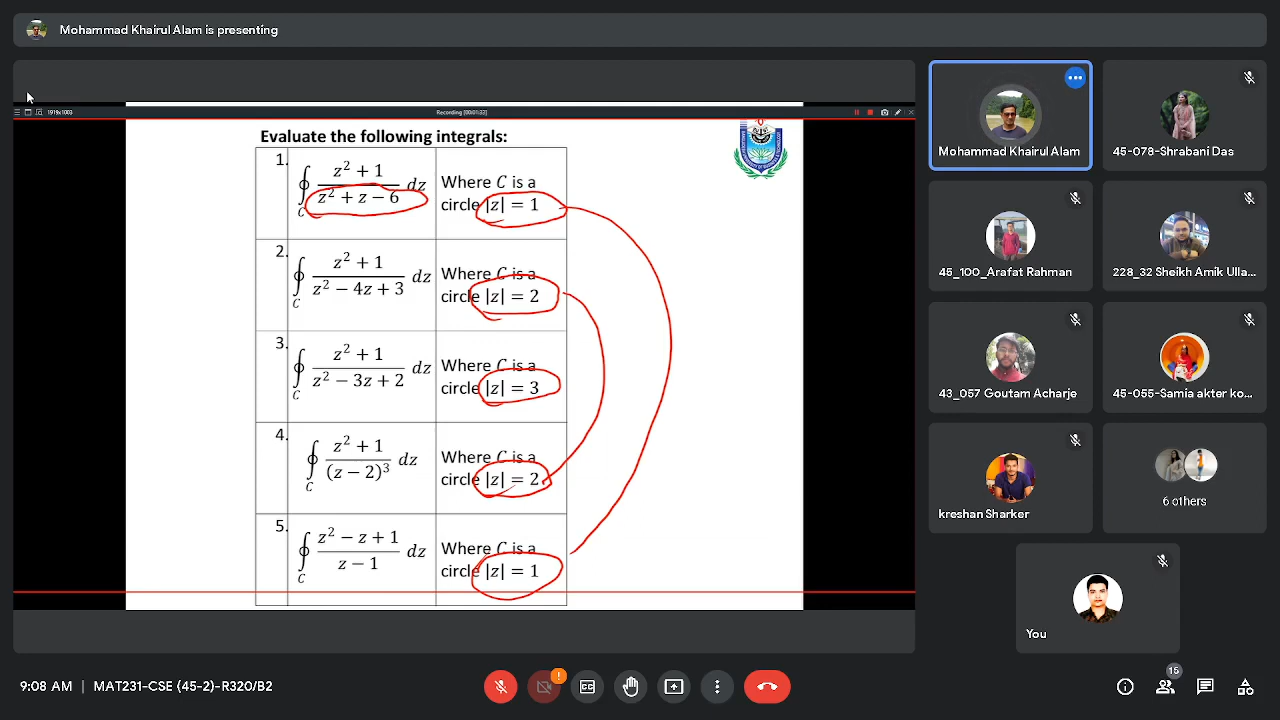 Mohammad Khairul Alam is presenting
1919x1003
Recording [00:01:33]
Evaluate the following integrals:
1. ∮_C (z² + 1)/(z² + z − 6) dz Where C is a circle |z| = 1
2. ∮_C (z² + 1)/(z² − 4z + 3) dz Where C is a circle |z| = 2
3. ∮_C (z² + 1)/(z² − 3z + 2) dz Where C is a circle |z| = 3
4. ∮_C (z² + 1)/(z − 2)³ dz Where C is a circle |z| = 2
5. ∮_C (z² − z + 1)/(z − 1) dz Where C is a circle |z| = 1
Mohammad Khairul Alam
45-078-Shrabani Das
45_100_Arafat Rahman
228_32 Sheikh Amik Ulla...
43_057 Goutam Acharje
45-055-Samia akter ko...
kreshan Sharker
6 others
You
9:08 AM | MAT231-CSE (45-2)-R320/B2
15